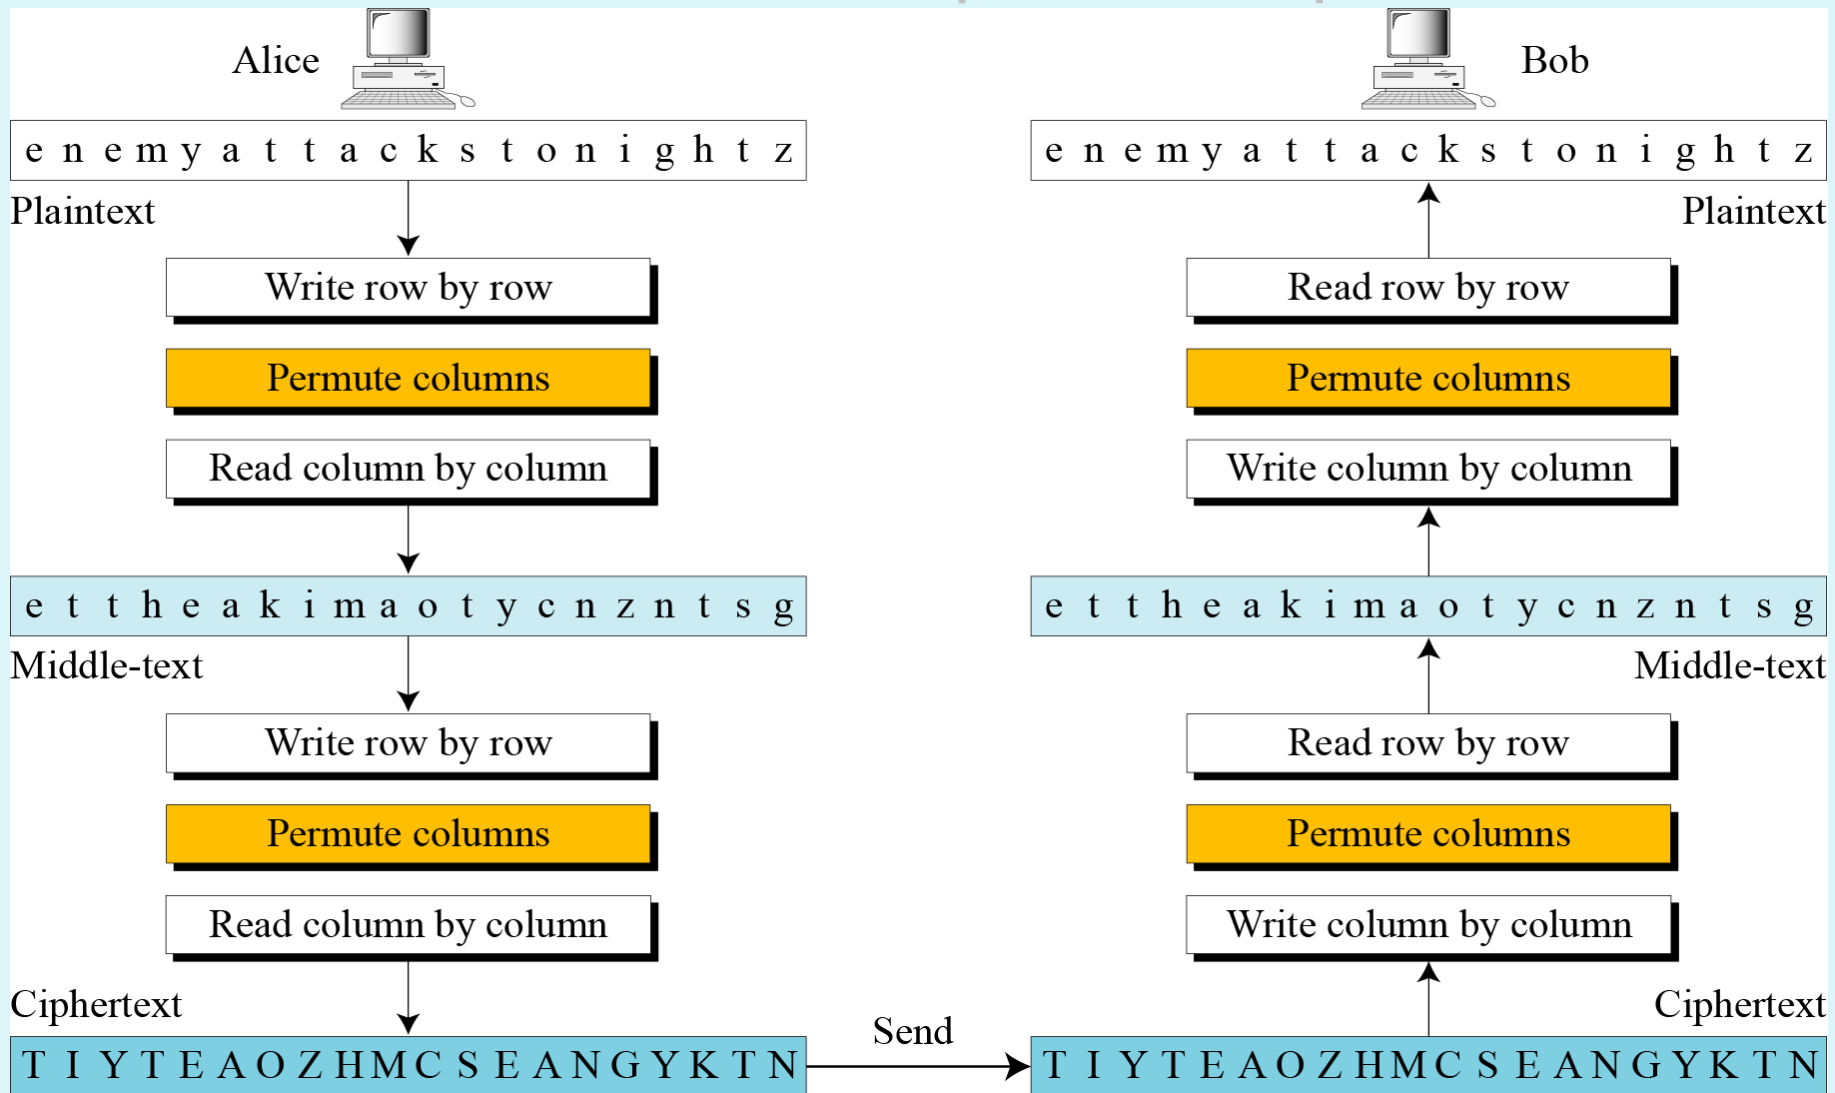 Alice
e n e m y a t t a c k s t o n i g h t z
Plaintext
Write row by row
Permute columns
Read column by column
e t t h e a k i m a o t y c n z n t s g
Middle-text
Write row by row
Permute columns
Read column by column
Ciphertext
T I Y T E A O Z H M C S E A N G Y K T N
Send
Bob
e n e m y a t t a c k s t o n i g h t z
Plaintext
Read row by row
Permute columns
Write column by column
e t t h e a k i m a o t y c n z n t s g
Middle-text
Read row by row
Permute columns
Write column by column
Ciphertext
T I Y T E A O Z H M C S E A N G Y K T N